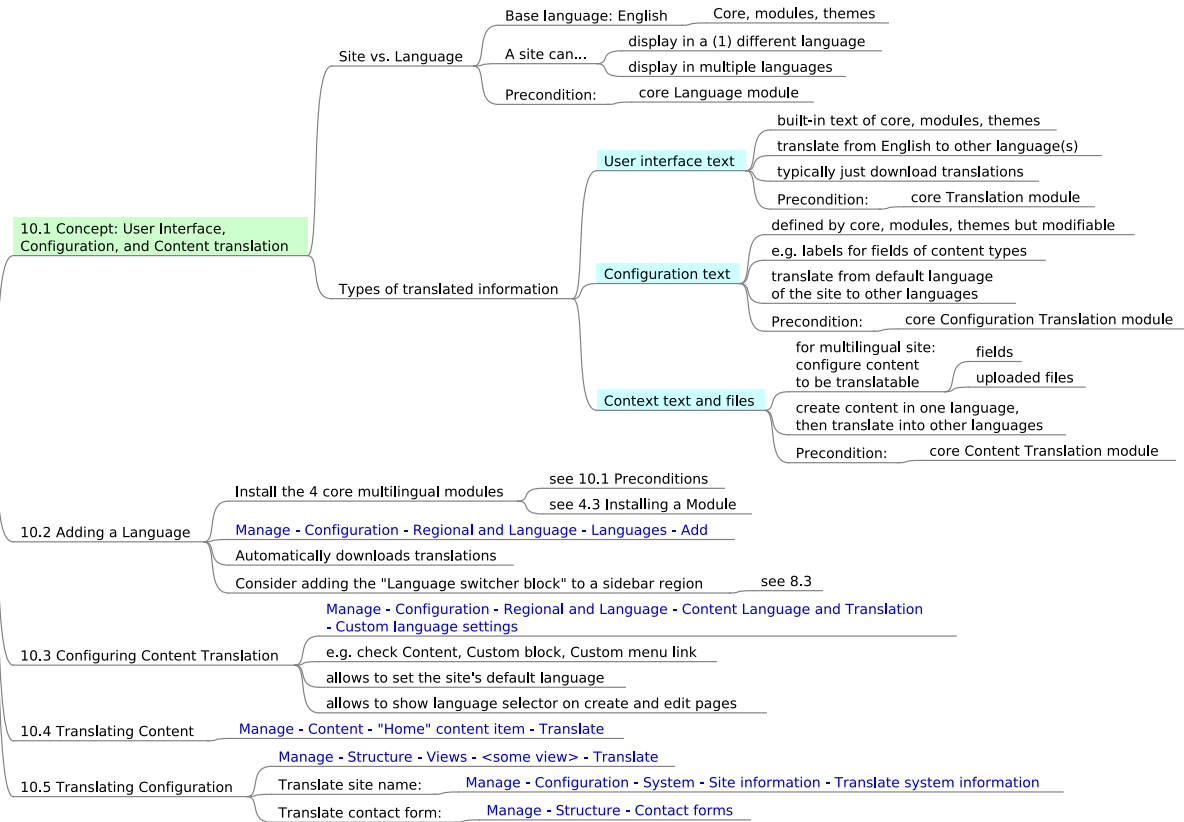 10.1 Concept: User Interface,
Configuration, and Content translation
Site vs. Language
Base language: English
Core, modules, themes
A site can...
display in a (1) different language
display in multiple languages
Precondition:
core Language module
Types of translated information
User interface text
built-in text of core, modules, themes
translate from English to other language(s)
typically just download translations
Precondition:
core Translation module
Configuration text
defined by core, modules, themes but modifiable
e.g. labels for fields of content types
translate from default language
of the site to other languages
Precondition:
core Configuration Translation module
Context text and files
for multilingual site:
configure content
to be translatable
fields
uploaded files
create content in one language,
then translate into other languages
Precondition:
core Content Translation module
10.2 Adding a Language
Install the 4 core multilingual modules
see 10.1 Preconditions
see 4.3 Installing a Module
Manage - Configuration - Regional and Language - Languages - Add
Automatically downloads translations
Consider adding the "Language switcher block" to a sidebar region
see 8.3
10.3 Configuring Content Translation
Manage - Configuration - Regional and Language - Content Language and Translation
- Custom language settings
e.g. check Content, Custom block, Custom menu link
allows to set the site's default language
allows to show language selector on create and edit pages
10.4 Translating Content
Manage - Content - "Home" content item - Translate
10.5 Translating Configuration
Manage - Structure - Views - <some view> - Translate
Translate site name:
Manage - Configuration - System - Site information - Translate system information
Translate contact form:
Manage - Structure - Contact forms